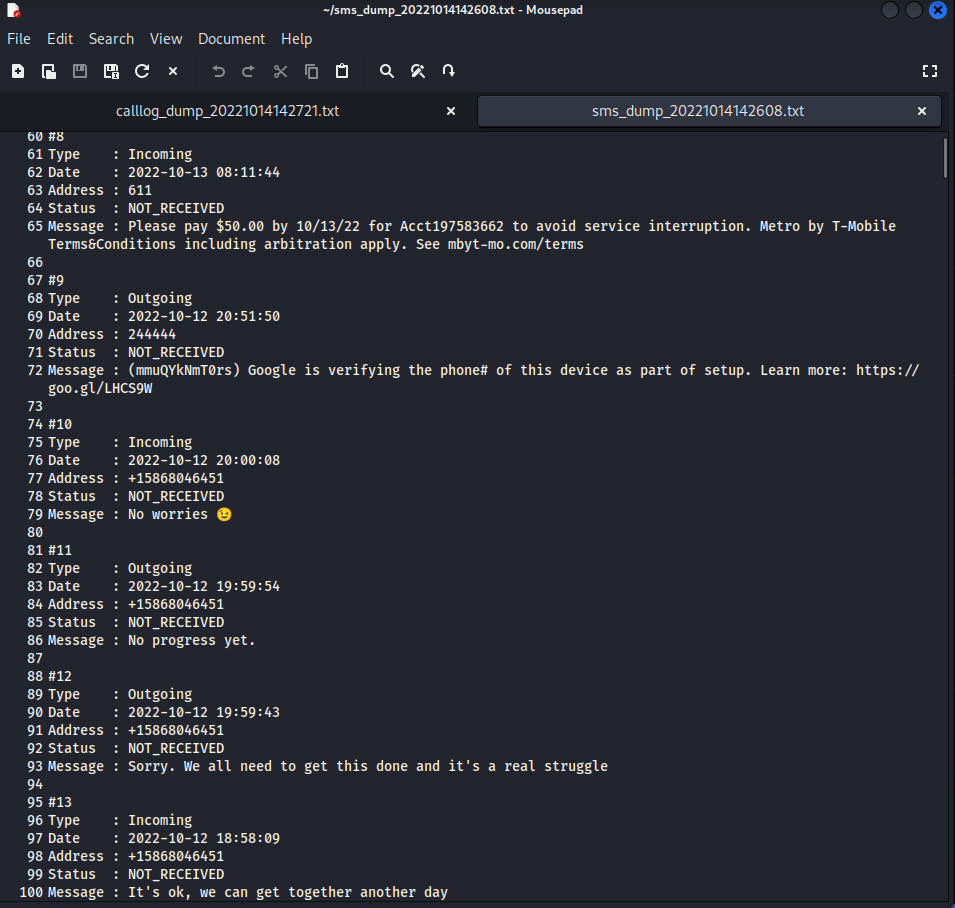 ~/sms_dump_20221014142608.txt - Mousepad
File Edit Search View Document Help
calllog_dump_20221014142721.txt sms_dump_20221014142608.txt
60 #8
61 Type    : Incoming
62 Date    : 2022-10-13 08:11:44
63 Address : 611
64 Status  : NOT_RECEIVED
65 Message : Please pay $50.00 by 10/13/22 for Acct197583662 to avoid service interruption. Metro by T-Mobile
Terms&Conditions including arbitration apply. See mbyt-mo.com/terms
66
67 #9
68 Type    : Outgoing
69 Date    : 2022-10-12 20:51:50
70 Address : 244444
71 Status  : NOT_RECEIVED
72 Message : (mmuQYkNmT0rs) Google is verifying the phone# of this device as part of setup. Learn more: https://
goo.gl/LHCS9W
73
74 #10
75 Type    : Incoming
76 Date    : 2022-10-12 20:00:08
77 Address : +15868046451
78 Status  : NOT_RECEIVED
79 Message : No worries 😉
80
81 #11
82 Type    : Outgoing
83 Date    : 2022-10-12 19:59:54
84 Address : +15868046451
85 Status  : NOT_RECEIVED
86 Message : No progress yet.
87
88 #12
89 Type    : Outgoing
90 Date    : 2022-10-12 19:59:43
91 Address : +15868046451
92 Status  : NOT_RECEIVED
93 Message : Sorry. We all need to get this done and it's a real struggle
94
95 #13
96 Type    : Incoming
97 Date    : 2022-10-12 18:58:09
98 Address : +15868046451
99 Status  : NOT_RECEIVED
100 Message : It's ok, we can get together another day